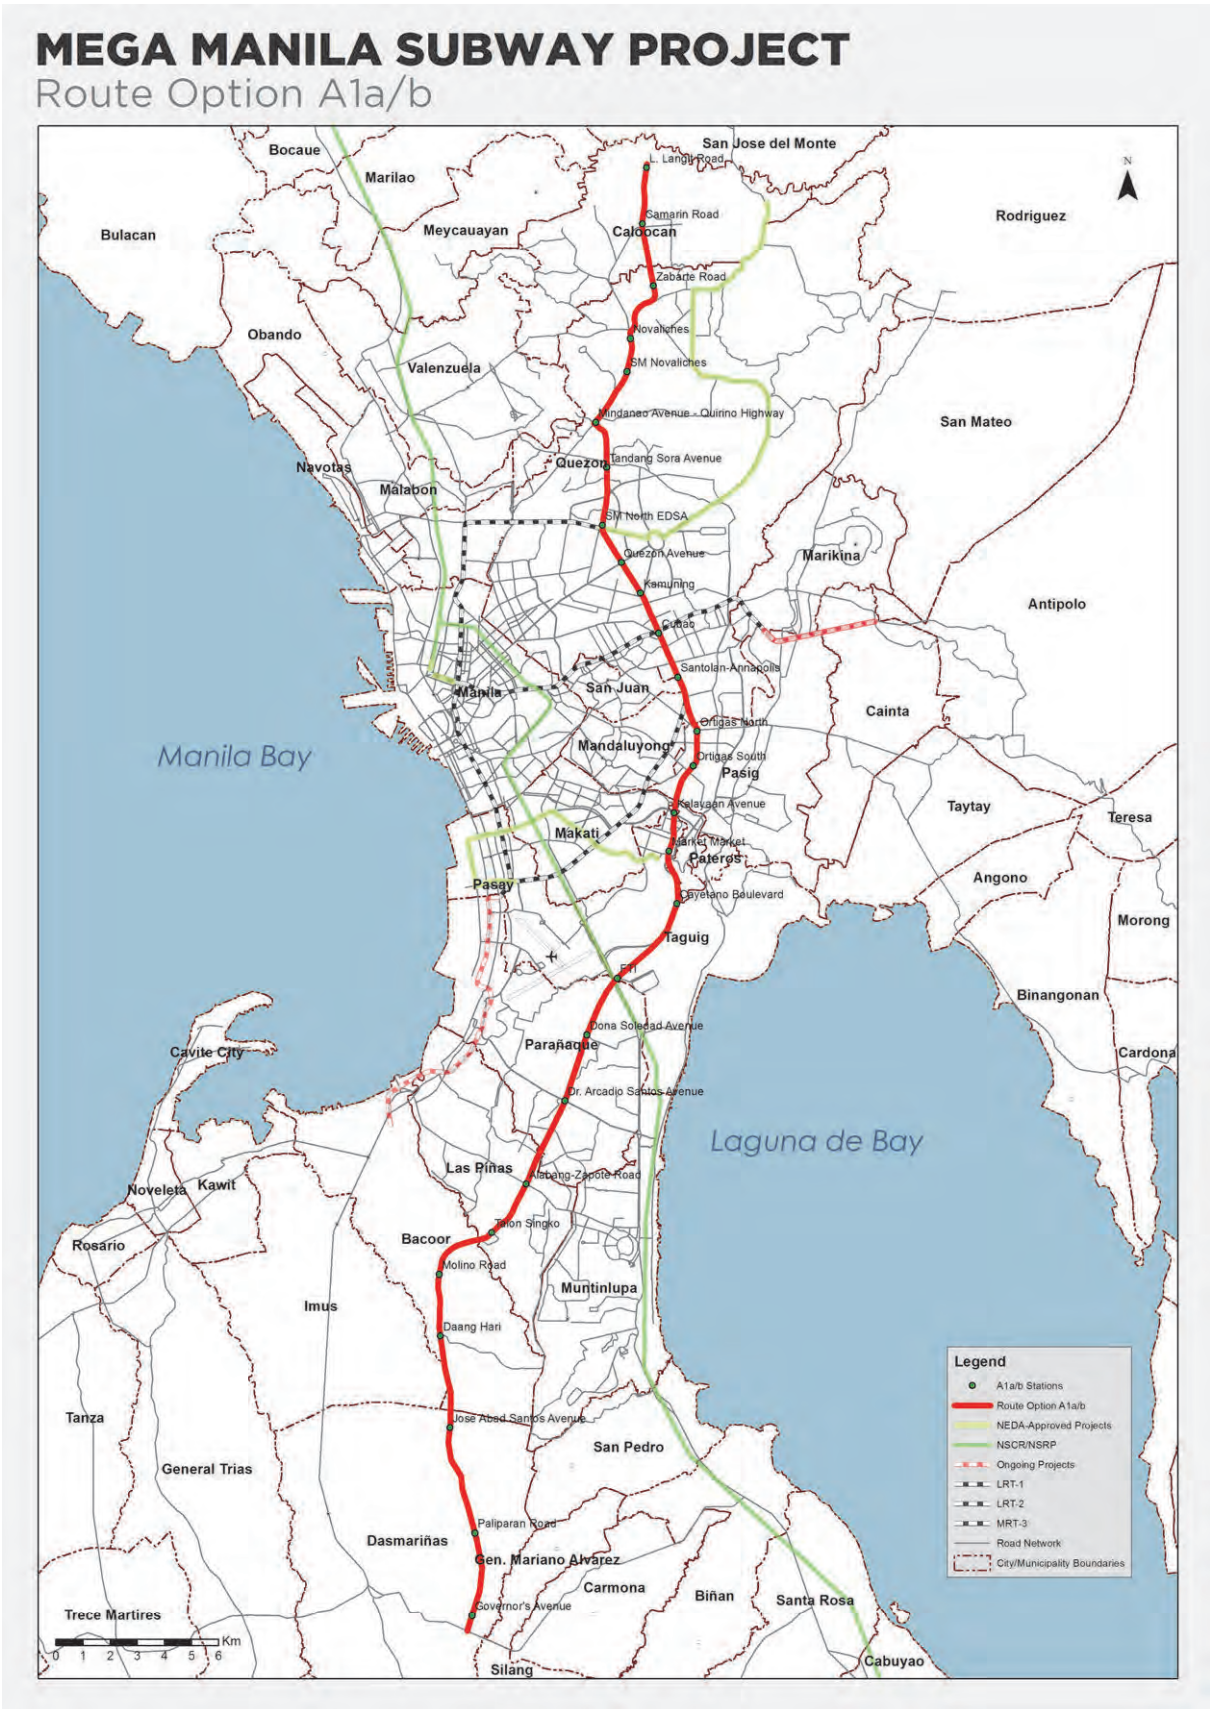 MEGA MANILA SUBWAY PROJECT
Route Option A1a/b
San Jose del Monte
Bocaue
L. Langit Road
Marilao
N
Rodriguez
Samarin Road
Caloocan
Meycauayan
Bulacan
Zabarte Road
Obando
Novaliches
SM Novaliches
Valenzuela
Mindanao Avenue - Quirino Highway
San Mateo
Quezon
Tandang Sora Avenue
Navotas
Malabon
SM North EDSA
Quezon Avenue
Marikina
Kamuning
Antipolo
Cubao
Santolan-Annapolis
San Juan
Manila
Cainta
Ortigas North
Mandaluyong
Manila Bay
Ortigas South
Pasig
Kalayaan Avenue
Taytay
Teresa
Makati
Market Market
Pateros
Angono
Pasay
Cayetano Boulevard
Morong
Taguig
FTI
Binangonan
Dona Soledad Avenue
Parañaque
Cavite City
Cardona
Dr. Arcadio Santos Avenue
Laguna de Bay
Las Piñas
Alabang-Zapote Road
Noveleta
Kawit
Talon Singko
Bacoor
Rosario
Molino Road
Muntinlupa
Imus
Daang Hari
Legend
A1a/b Stations
Route Option A1a/b
NEDA-Approved Projects
NSCR/NSRP
Ongoing Projects
LRT-1
LRT-2
MRT-3
Road Network
City/Municipality Boundaries
Tanza
Jose Abad Santos Avenue
San Pedro
General Trias
Paliparan Road
Dasmariñas
Gen. Mariano Alvarez
Carmona
Biñan
Santa Rosa
Governor's Avenue
Trece Martires
Km
0 1 2 3 4 5 6
Silang
Cabuyao